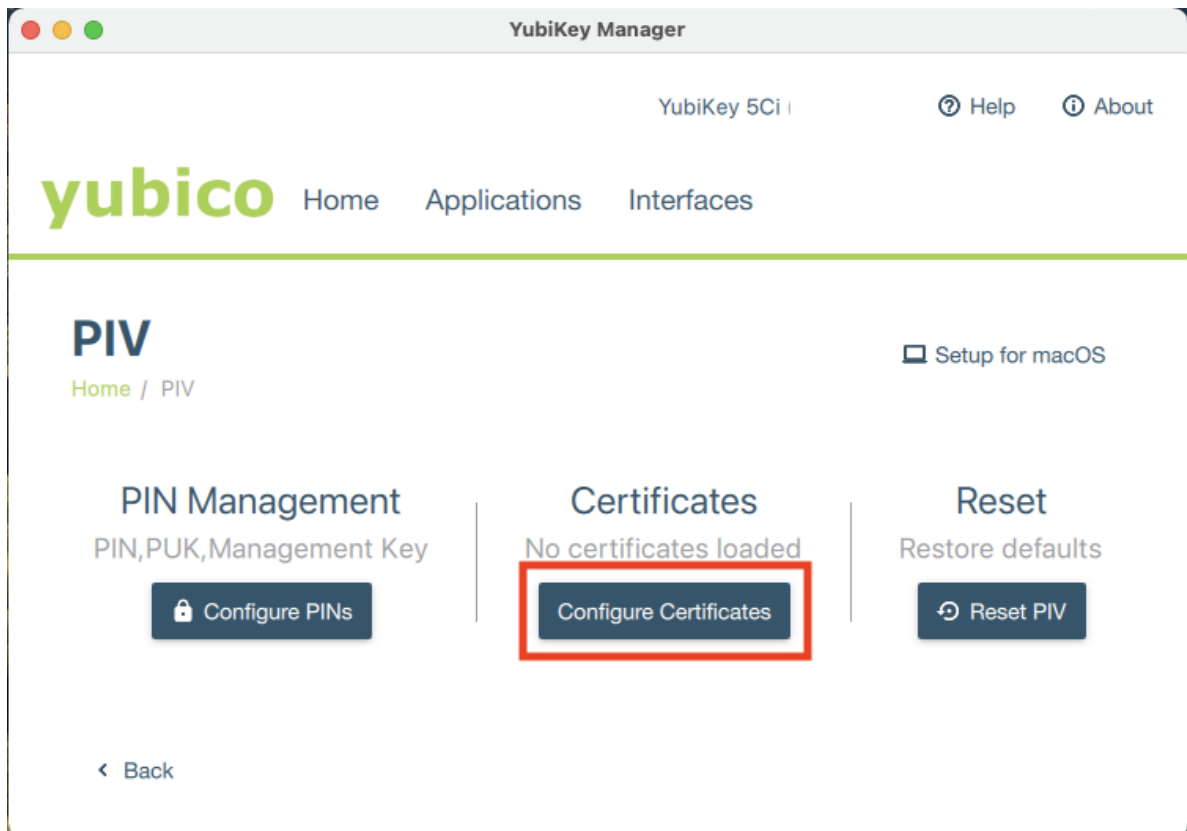 YubiKey Manager
YubiKey 5Ci
Help
About
yubico
Home
Applications
Interfaces
PIV
Setup for macOS
Home / PIV
PIN Management
PIN,PUK,Management Key
Configure PINs
Certificates
No certificates loaded
Configure Certificates
Reset
Restore defaults
Reset PIV
Back